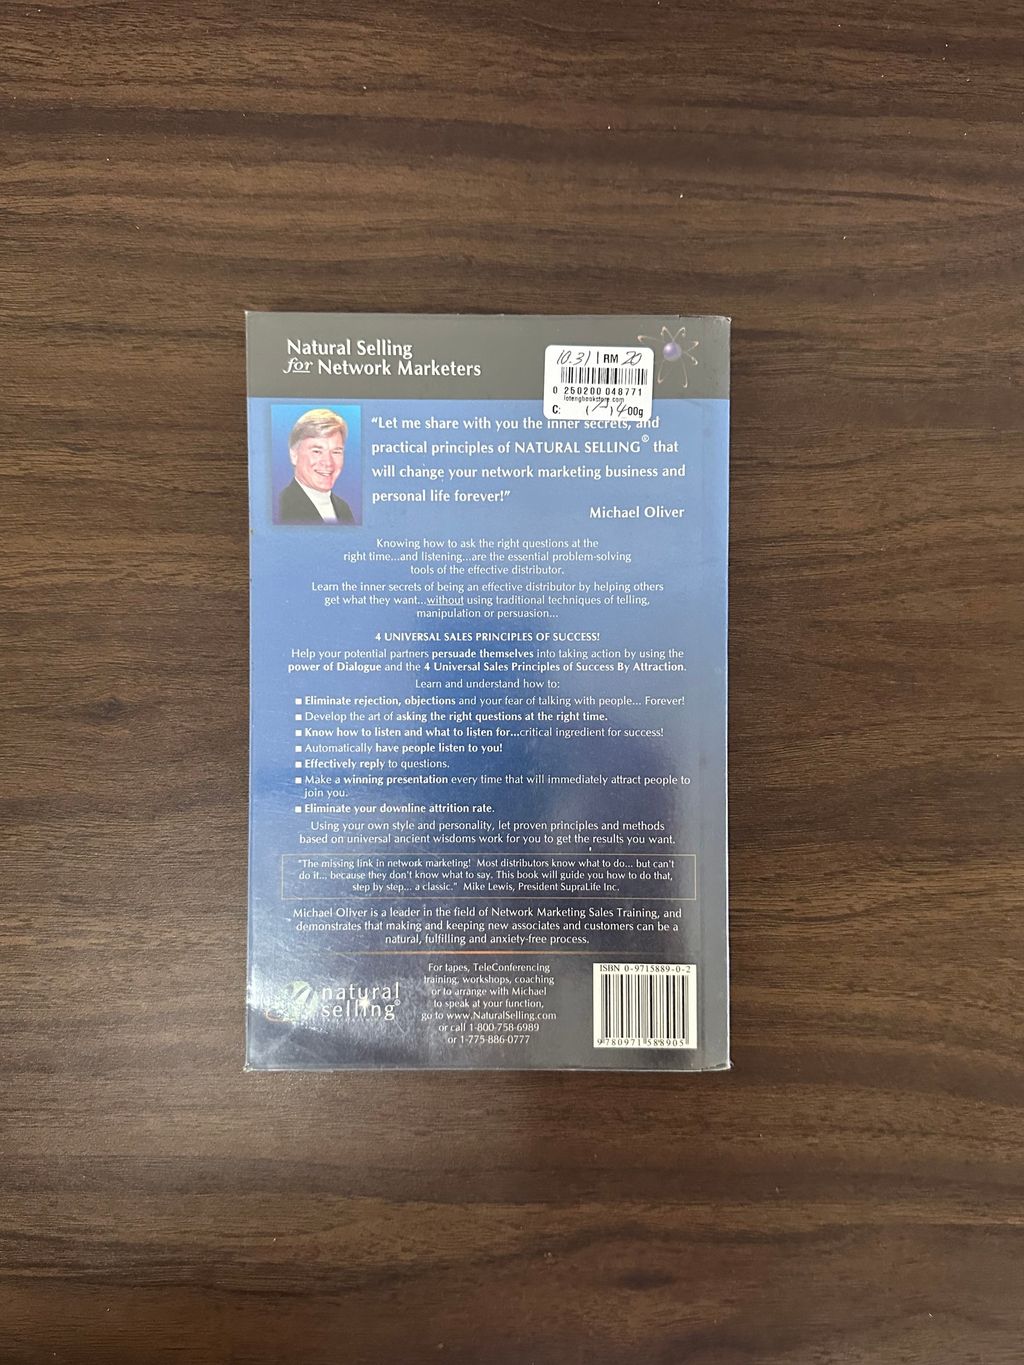 Natural Selling
for Network Marketers
10.31 RM 20
0 250200 048771
lotengbookstore.com
C: 400g
"Let me share with you the inner secrets, and
practical principles of NATURAL SELLING® that
will change your network marketing business and
personal life forever!"
Michael Oliver
Knowing how to ask the right questions at the
right time...and listening...are the essential problem-solving
tools of the effective distributor.
Learn the inner secrets of being an effective distributor by helping others
get what they want...without using traditional techniques of telling,
manipulation or persuasion...
4 UNIVERSAL SALES PRINCIPLES OF SUCCESS!
Help your potential partners persuade themselves into taking action by using the
power of Dialogue and the 4 Universal Sales Principles of Success By Attraction.
Learn and understand how to:
■ Eliminate rejection, objections and your fear of talking with people... Forever!
■ Develop the art of asking the right questions at the right time.
■ Know how to listen and what to listen for...critical ingredient for success!
■ Automatically have people listen to you!
■ Effectively reply to questions.
■ Make a winning presentation every time that will immediately attract people to
join you.
■ Eliminate your downline attrition rate.
Using your own style and personality, let proven principles and methods
based on universal ancient wisdoms work for you to get the results you want.
"The missing link in network marketing! Most distributors know what to do... but can't
do it... because they don't know what to say. This book will guide you how to do that,
step by step... a classic." Mike Lewis, President SupraLife Inc.
Michael Oliver is a leader in the field of Network Marketing Sales Training, and
demonstrates that making and keeping new associates and customers can be a
natural, fulfilling and anxiety-free process.
natural
selling®
For tapes, TeleConferencing
training, workshops, coaching
or to arrange with Michael
to speak at your function,
go to www.NaturalSelling.com
or call 1-800-758-6989
or 1-775-886-0777
ISBN 0-9715889-0-2
9 780971 588905